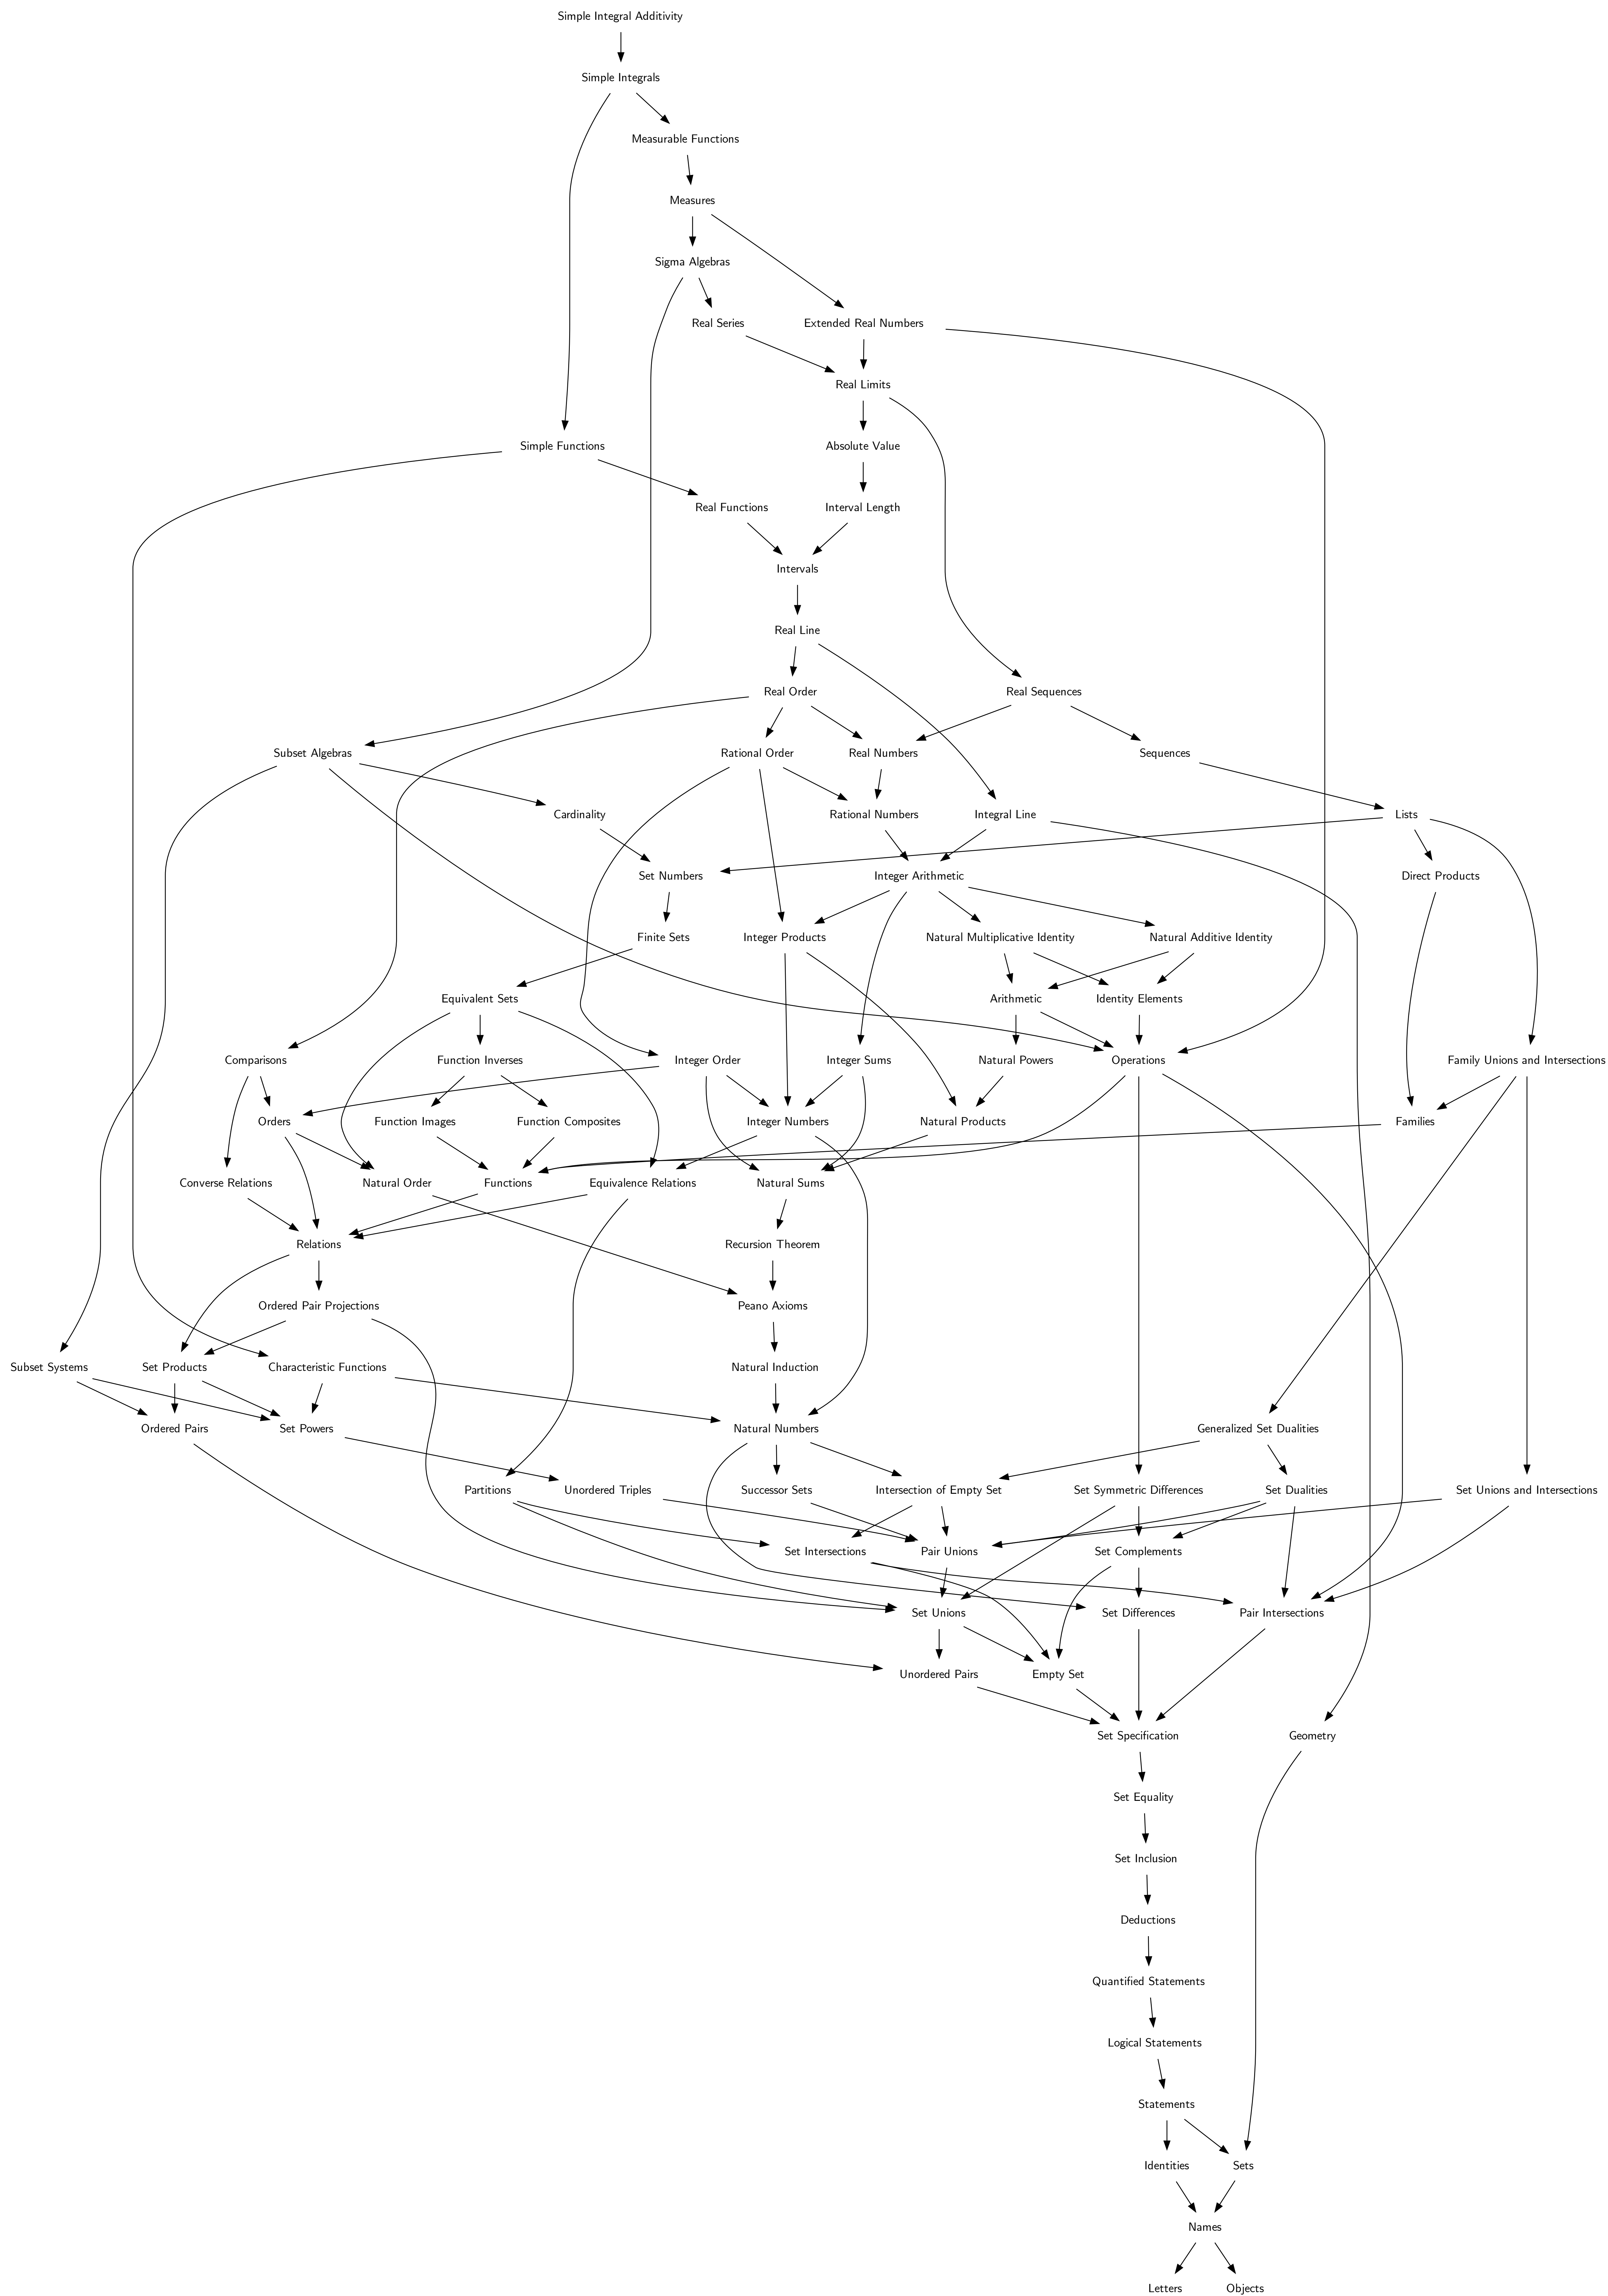 Simple Integral Additivity
Simple Integrals
Measurable Functions
Measures
Sigma Algebras
Real Series
Extended Real Numbers
Real Limits
Simple Functions
Absolute Value
Real Functions
Interval Length
Intervals
Real Line
Real Order
Real Sequences
Subset Algebras
Rational Order
Real Numbers
Sequences
Cardinality
Rational Numbers
Integral Line
Lists
Set Numbers
Integer Arithmetic
Direct Products
Finite Sets
Integer Products
Natural Multiplicative Identity
Natural Additive Identity
Equivalent Sets
Arithmetic
Identity Elements
Comparisons
Function Inverses
Integer Order
Integer Sums
Natural Powers
Operations
Family Unions and Intersections
Orders
Function Images
Function Composites
Integer Numbers
Natural Products
Families
Converse Relations
Natural Order
Functions
Equivalence Relations
Natural Sums
Relations
Recursion Theorem
Ordered Pair Projections
Peano Axioms
Subset Systems
Set Products
Characteristic Functions
Natural Induction
Ordered Pairs
Set Powers
Natural Numbers
Generalized Set Dualities
Partitions
Unordered Triples
Successor Sets
Intersection of Empty Set
Set Symmetric Differences
Set Dualities
Set Unions and Intersections
Set Intersections
Pair Unions
Set Complements
Set Unions
Set Differences
Pair Intersections
Unordered Pairs
Empty Set
Set Specification
Geometry
Set Equality
Set Inclusion
Deductions
Quantified Statements
Logical Statements
Statements
Identities
Sets
Names
Letters
Objects